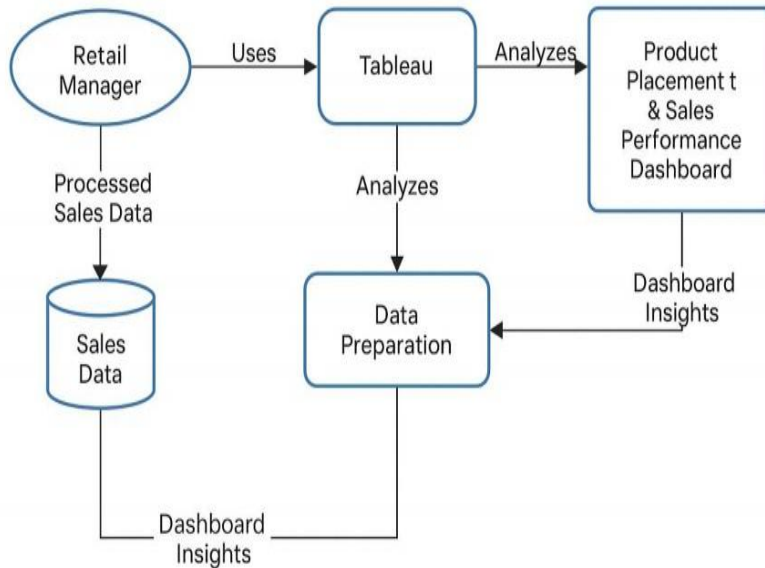 Retail
Manager
Uses
Tableau
Analyzes
Product
Placement t
& Sales
Performance
Dashboard
Processed
Sales Data
Analyzes
Dashboard
Insights
Sales
Data
Data
Preparation
Dashboard
Insights